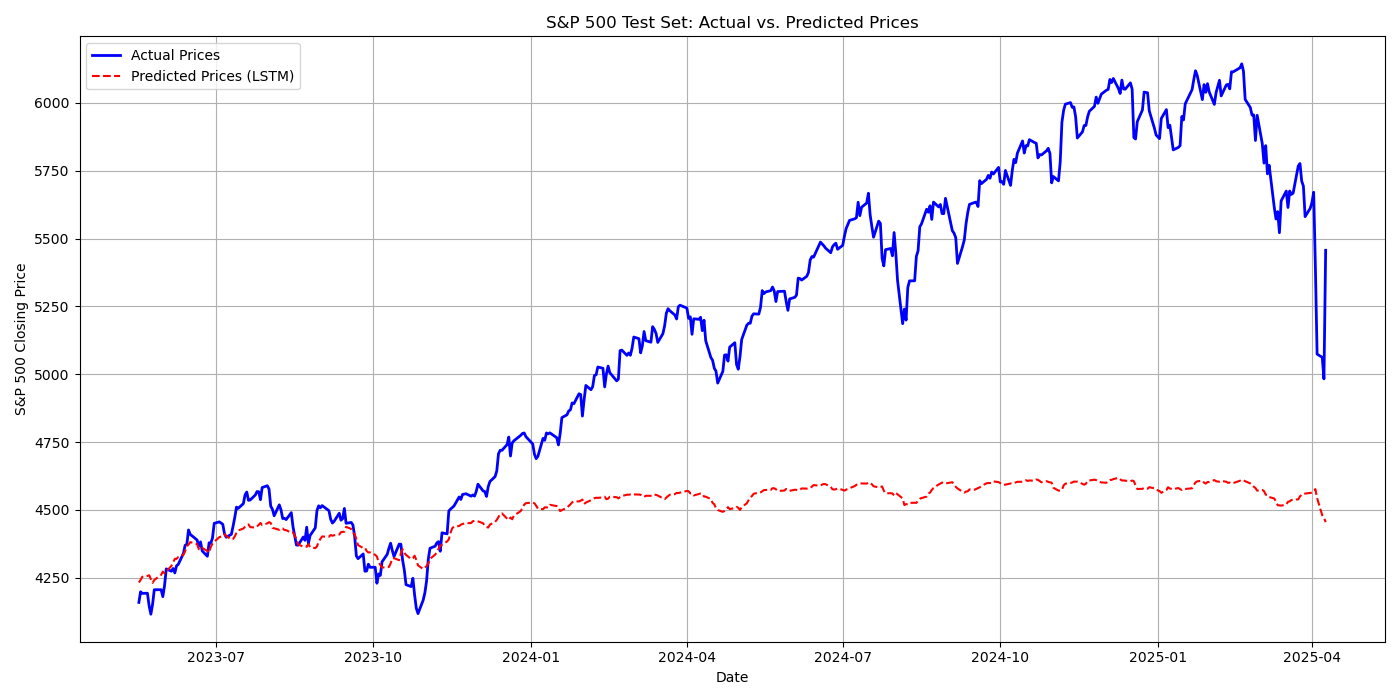 S&P 500 Test Set: Actual vs. Predicted Prices
Actual Prices
Predicted Prices (LSTM)
S&P 500 Closing Price
6000
5750
5500
5250
5000
4750
4500
4250
2023-07 2023-10 2024-01 2024-04 2024-07 2024-10 2025-01 2025-04
Date